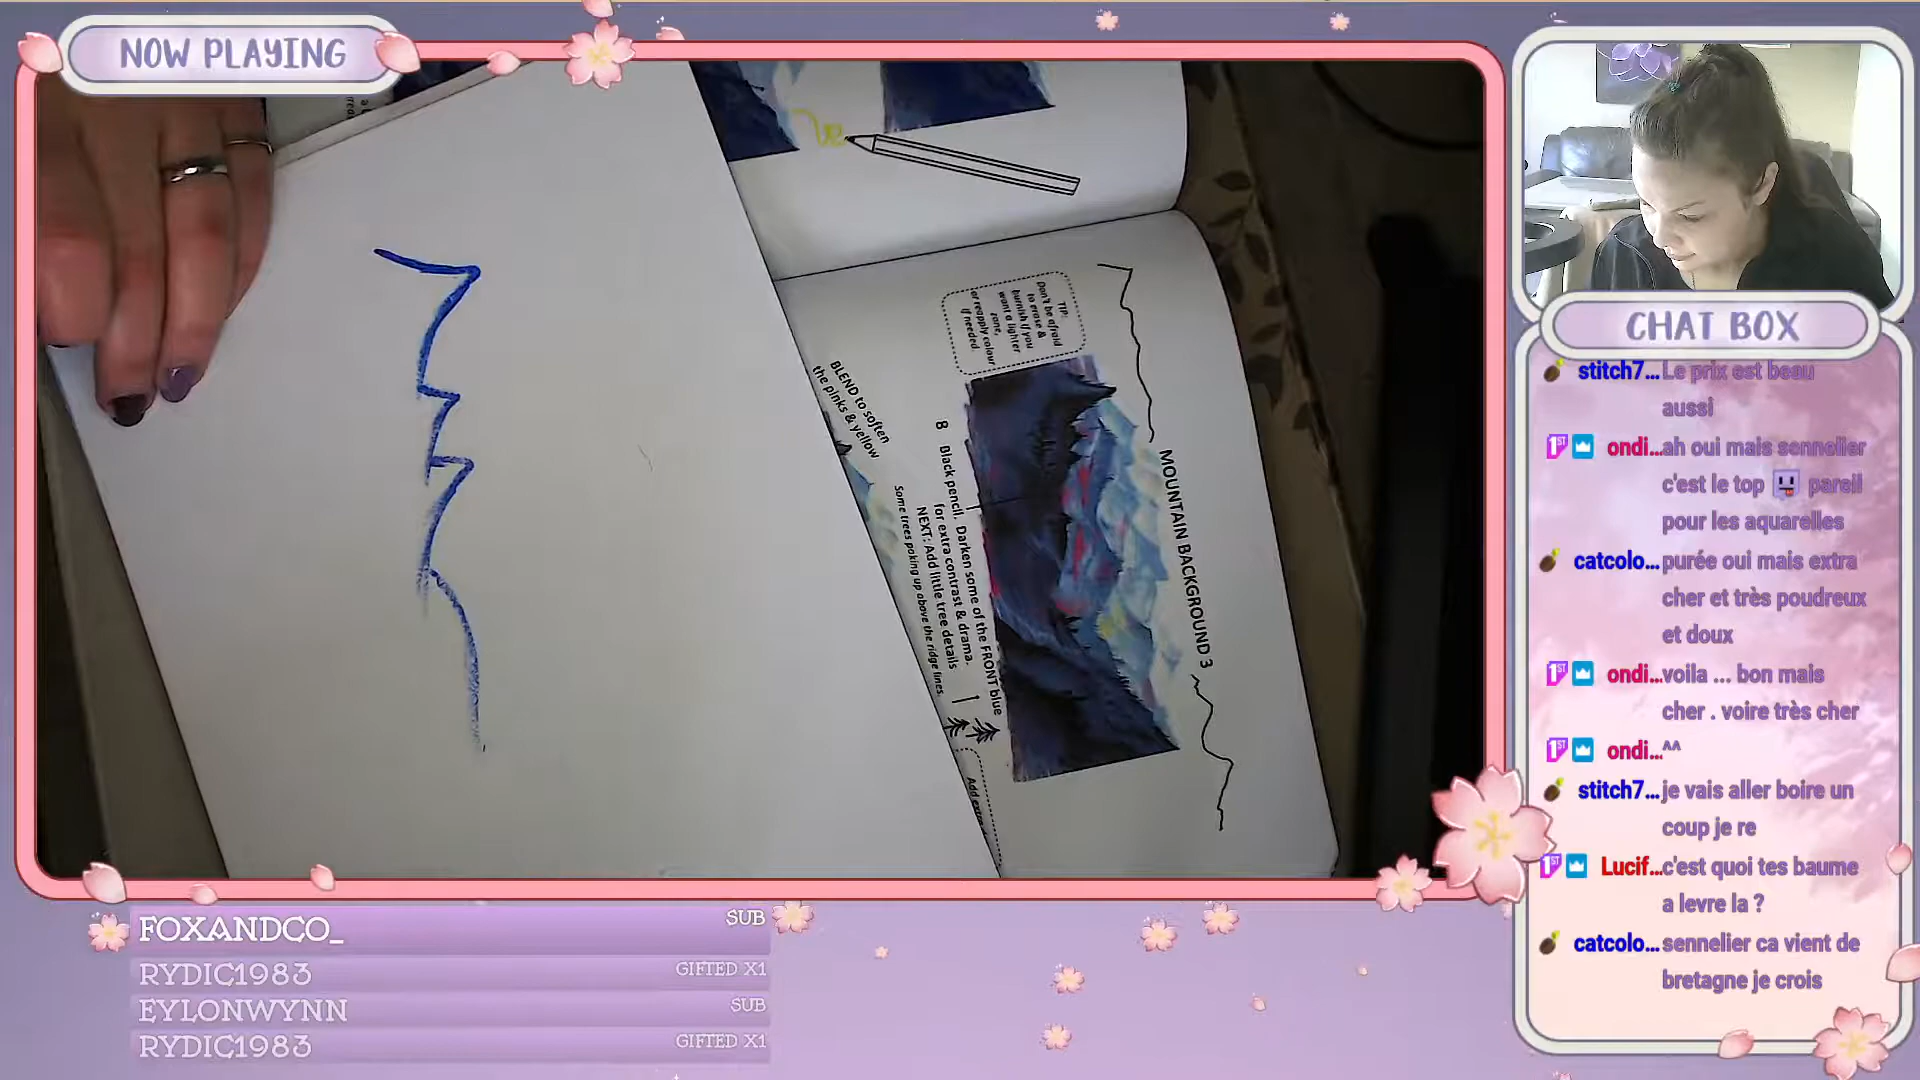 NOW PLAYING
TIP:
Don't be afraid
to erase &
burnish if you
want a lighter
zone,
or reapply colour
if needed.
BLEND to soften
the pinks & yellow
8 Black pencil. Darken some of the FRONT blue
for extra contrast & drama.
NEXT: Add little tree details
Some trees poking up above the ridge lines.
MOUNTAIN BACKGROUND 3
Add extra
CHAT BOX
stitch7... Le prix est beau
aussi
1ST ondi... ah oui mais sennelier
c'est le top pareil
pour les aquarelles
catcolo... purée oui mais extra
cher et très poudreux
et doux
1ST ondi... voila ... bon mais
cher . voire très cher
1ST ondi... ^^
stitch7... je vais aller boire un
coup je re
1ST Lucif... c'est quoi tes baume
a levre la ?
catcolo... sennelier ca vient de
bretagne je crois
FOXANDCO_ SUB
RYDIC1983 GIFTED X1
EYLONWYNN SUB
RYDIC1983 GIFTED X1